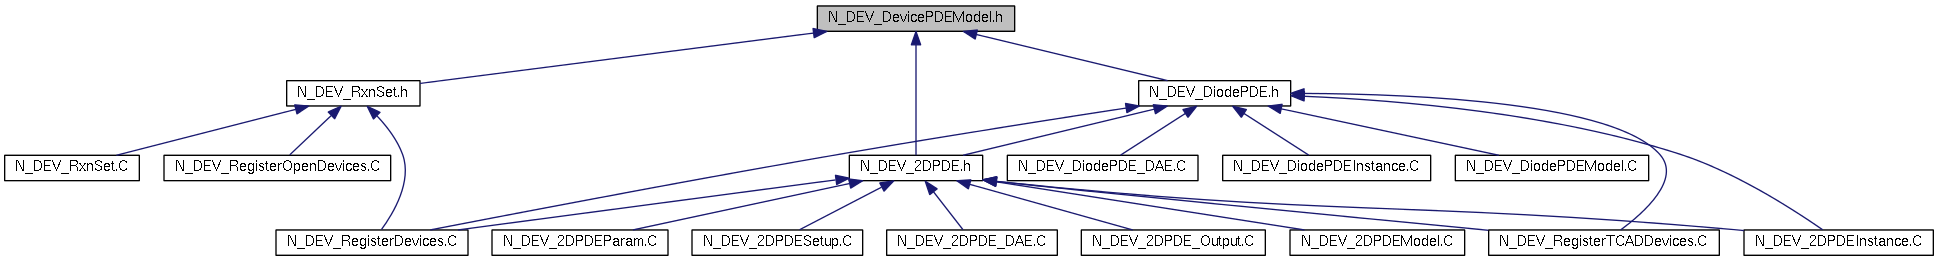 N_DEV_DevicePDEModel.h
N_DEV_RxnSet.h
N_DEV_DiodePDE.h
N_DEV_RxnSet.C
N_DEV_RegisterOpenDevices.C
N_DEV_2DPDE.h
N_DEV_DiodePDE_DAE.C
N_DEV_DiodePDEInstance.C
N_DEV_DiodePDEModel.C
N_DEV_RegisterDevices.C
N_DEV_2DPDEParam.C
N_DEV_2DPDESetup.C
N_DEV_2DPDE_DAE.C
N_DEV_2DPDE_Output.C
N_DEV_2DPDEModel.C
N_DEV_RegisterTCADDevices.C
N_DEV_2DPDEInstance.C